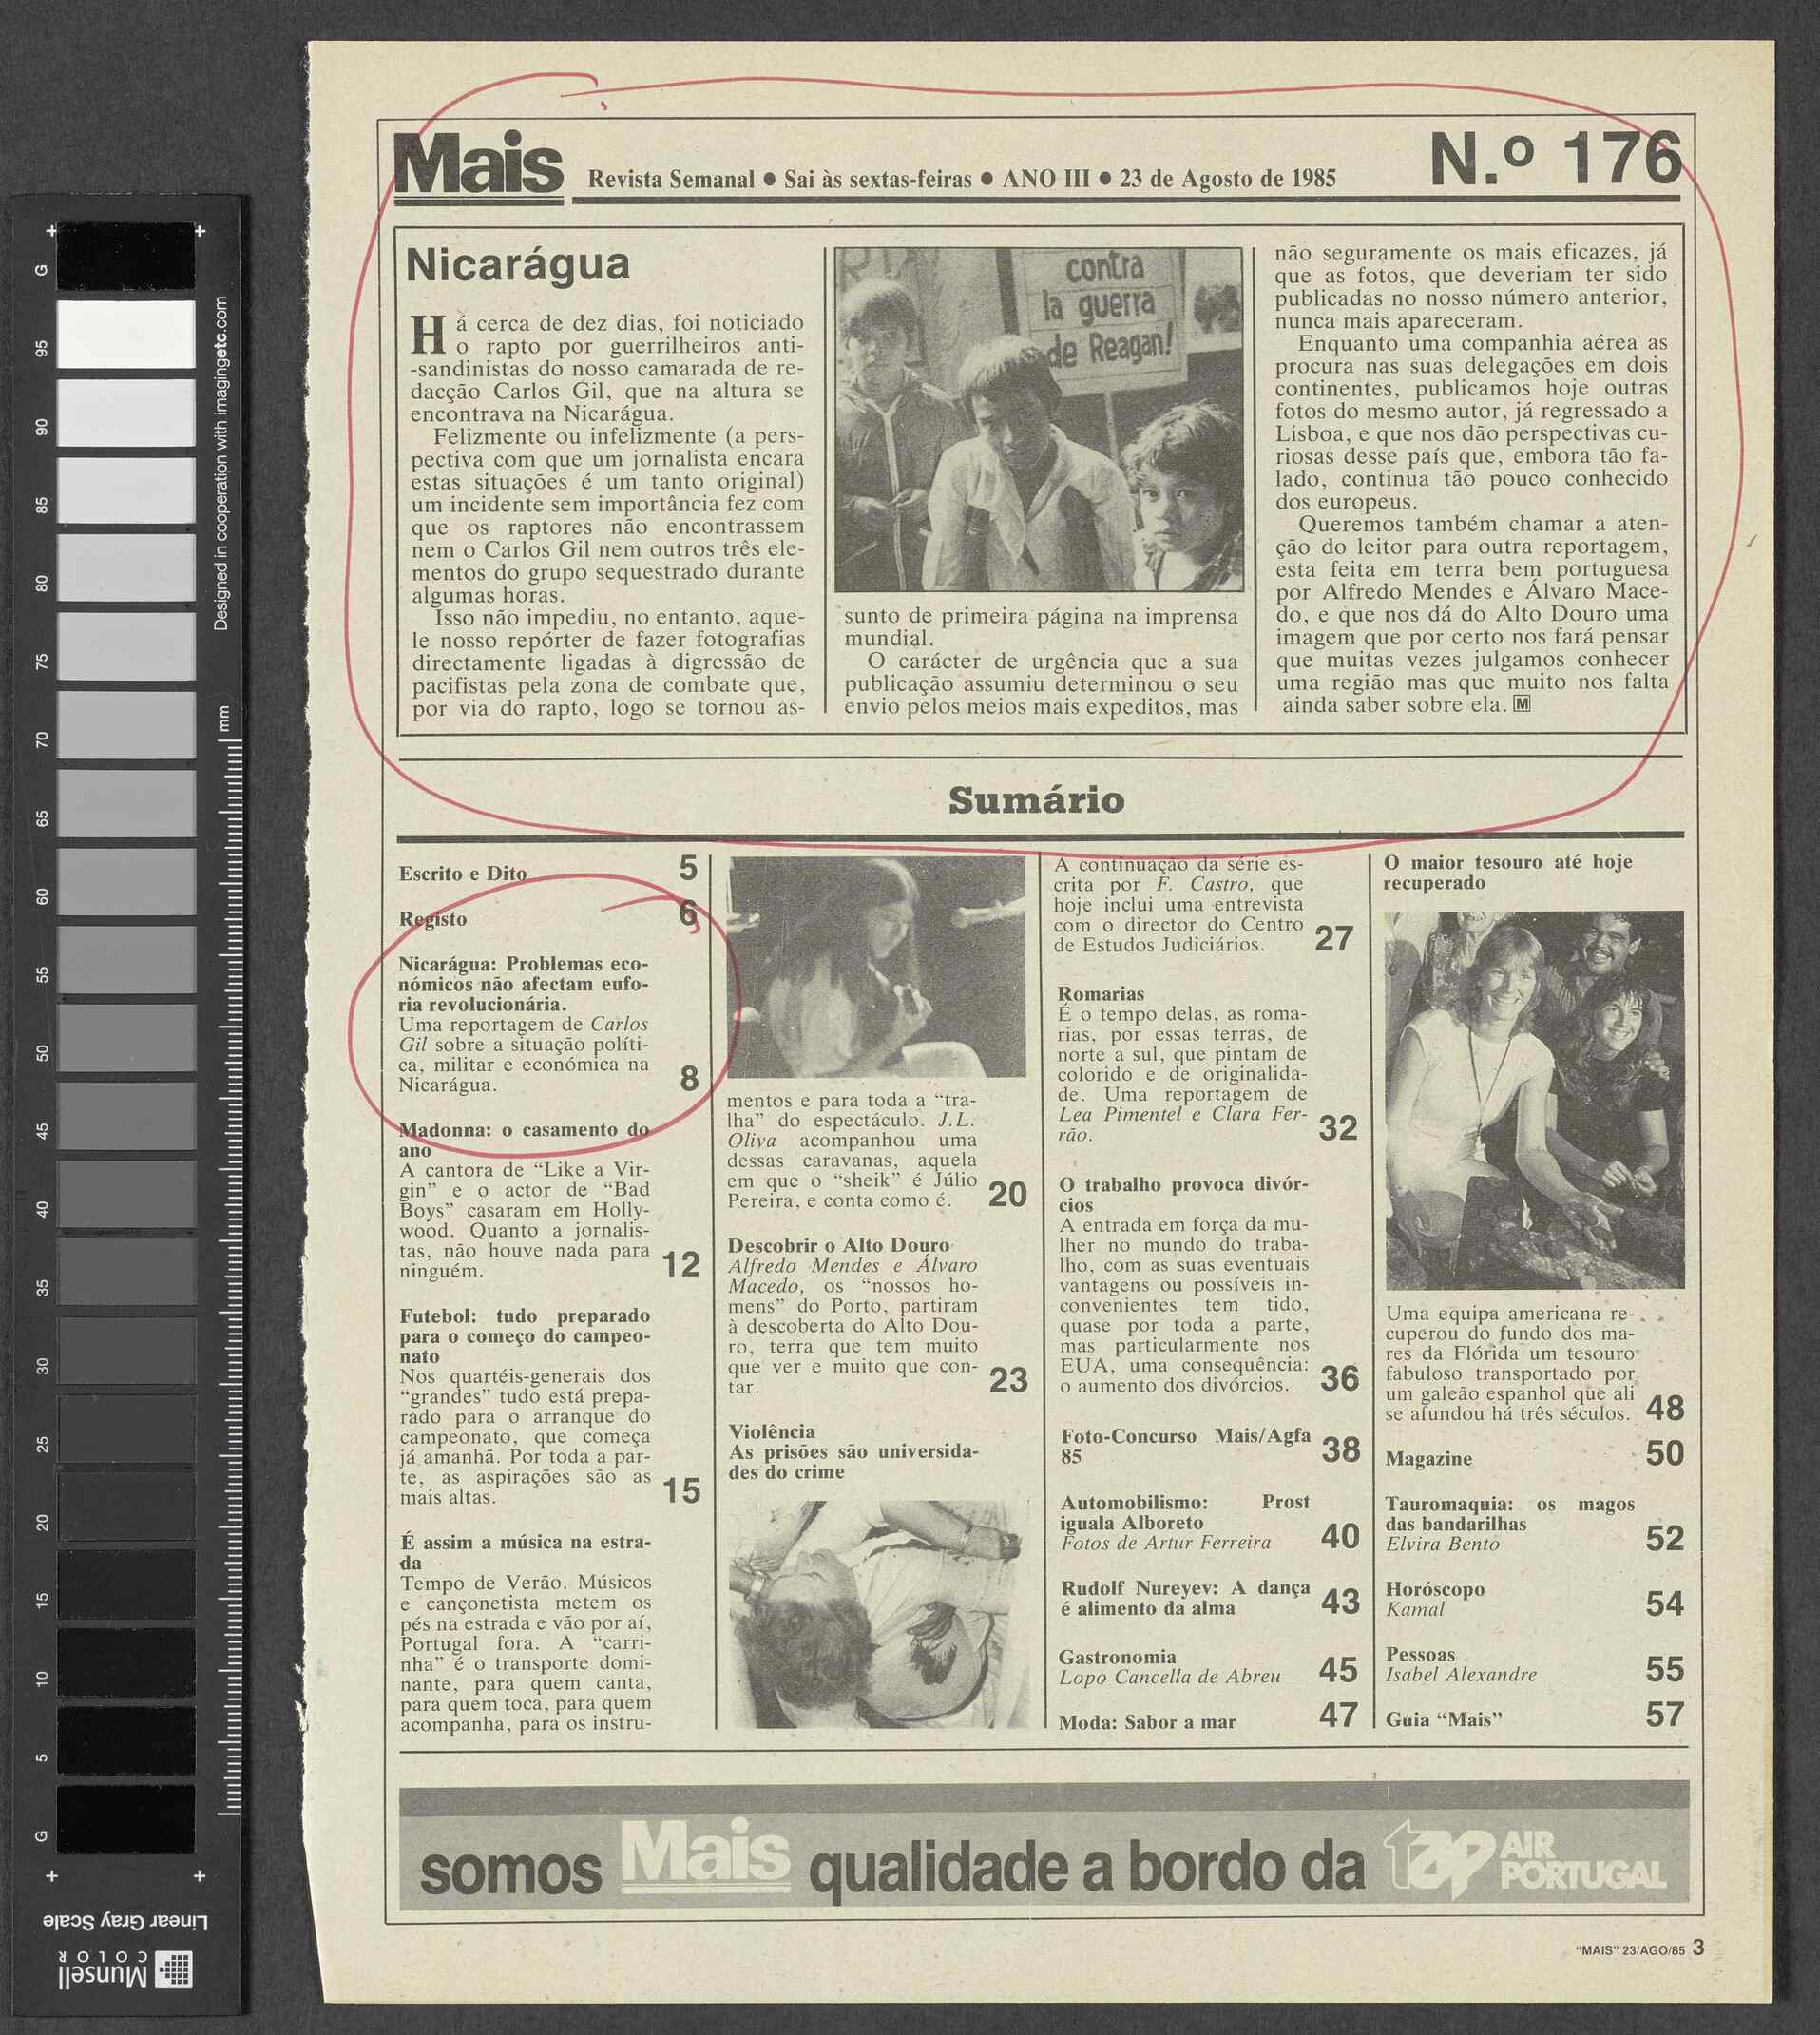 Mais
Revista Semanal ● Sai às sextas-feiras ● ANO III ● 23 de Agosto de 1985
N.º 176
Nicarágua
Há cerca de dez dias, foi noticiado
o rapto por guerrilheiros anti-
-sandinistas do nosso camarada de re-
dacção Carlos Gil, que na altura se
encontrava na Nicarágua.
Felizmente ou infelizmente (a pers-
pectiva com que um jornalista encara
estas situações é um tanto original)
um incidente sem importância fez com
que os raptores não encontrassem
nem o Carlos Gil nem outros três ele-
mentos do grupo sequestrado durante
algumas horas.
Isso não impediu, no entanto, aque-
le nosso repórter de fazer fotografias
directamente ligadas à digressão de
pacifistas pela zona de combate que,
por via do rapto, logo se tornou as-
contra
la guerra
de Reagan!
sunto de primeira página na imprensa
mundial.
O carácter de urgência que a sua
publicação assumiu determinou o seu
envio pelos meios mais expeditos, mas
não seguramente os mais eficazes, já
que as fotos, que deveriam ter sido
publicadas no nosso número anterior,
nunca mais apareceram.
Enquanto uma companhia aérea as
procura nas suas delegações em dois
continentes, publicamos hoje outras
fotos do mesmo autor, já regressado a
Lisboa, e que nos dão perspectivas cu-
riosas desse país que, embora tão fa-
lado, continua tão pouco conhecido
dos europeus.
Queremos também chamar a aten-
ção do leitor para outra reportagem,
esta feita em terra bem portuguesa
por Alfredo Mendes e Álvaro Mace-
do, e que nos dá do Alto Douro uma
imagem que por certo nos fará pensar
que muitas vezes julgamos conhecer
uma região mas que muito nos falta
ainda saber sobre ela. M
Sumário
Escrito e Dito 5
Registo 6
Nicarágua: Problemas eco-
nómicos não afectam eufo-
ria revolucionária.
Uma reportagem de Carlos
Gil sobre a situação políti-
ca, militar e económica na
Nicarágua. 8
Madonna: o casamento do
ano
A cantora de “Like a Vir-
gin” e o actor de “Bad
Boys” casaram em Holly-
wood. Quanto a jornalis-
tas, não houve nada para
ninguém. 12
Futebol: tudo preparado
para o começo do campeo-
nato
Nos quartéis-generais dos
“grandes” tudo está prepa-
rado para o arranque do
campeonato, que começa
já amanhã. Por toda a par-
te, as aspirações são as
mais altas. 15
É assim a música na estra-
da
Tempo de Verão. Músicos
e cançonetista metem os
pés na estrada e vão por aí,
Portugal fora. A “carri-
nha” é o transporte domi-
nante, para quem canta,
para quem toca, para quem
acompanha, para os instru-
mentos e para toda a “tra-
lha” do espectáculo. J.L.
Oliva acompanhou uma
dessas caravanas, aquela
em que o “sheik” é Júlio
Pereira, e conta como é. 20
Descobrir o Alto Douro
Alfredo Mendes e Álvaro
Macedo, os “nossos ho-
mens” do Porto, partiram
à descoberta do Alto Dou-
ro, terra que tem muito
que ver e muito que con-
tar. 23
Violência
As prisões são universida-
des do crime
A continuação da série es-
crita por F. Castro, que
hoje inclui uma entrevista
com o director do Centro
de Estudos Judiciários. 27
Romarias
É o tempo delas, as roma-
rias, por essas terras, de
norte a sul, que pintam de
colorido e de originalida-
de. Uma reportagem de
Lea Pimentel e Clara Fer-
rão. 32
O trabalho provoca divór-
cios
A entrada em força da mu-
lher no mundo do traba-
lho, com as suas eventuais
vantagens ou possíveis in-
convenientes tem tido,
quase por toda a parte,
mas particularmente nos
EUA, uma consequência:
o aumento dos divórcios. 36
Foto-Concurso Mais/Agfa
85 38
Automobilismo: Prost
iguala Alboreto
Fotos de Artur Ferreira 40
Rudolf Nureyev: A dança
é alimento da alma 43
Gastronomia
Lopo Cancella de Abreu 45
Moda: Sabor a mar 47
O maior tesouro até hoje
recuperado
Uma equipa americana re-
cuperou do fundo dos ma-
res da Flórida um tesouro
fabuloso transportado por
um galeão espanhol que ali
se afundou há três séculos. 48
Magazine 50
Tauromaquia: os magos
das bandarilhas
Elvira Bento 52
Horóscopo
Kamal 54
Pessoas
Isabel Alexandre 55
Guia “Mais” 57
somos Mais qualidade a bordo da tap AIR PORTUGAL
“MAIS” 23/AGO/85 3
G
95
90
85
80
75
70
65
60
55
50
45
40
35
30
25
20
15
10
5
G
mm
Designed in cooperation with imagingetc.com
Linear Gray Scale
Munsell
COLOR